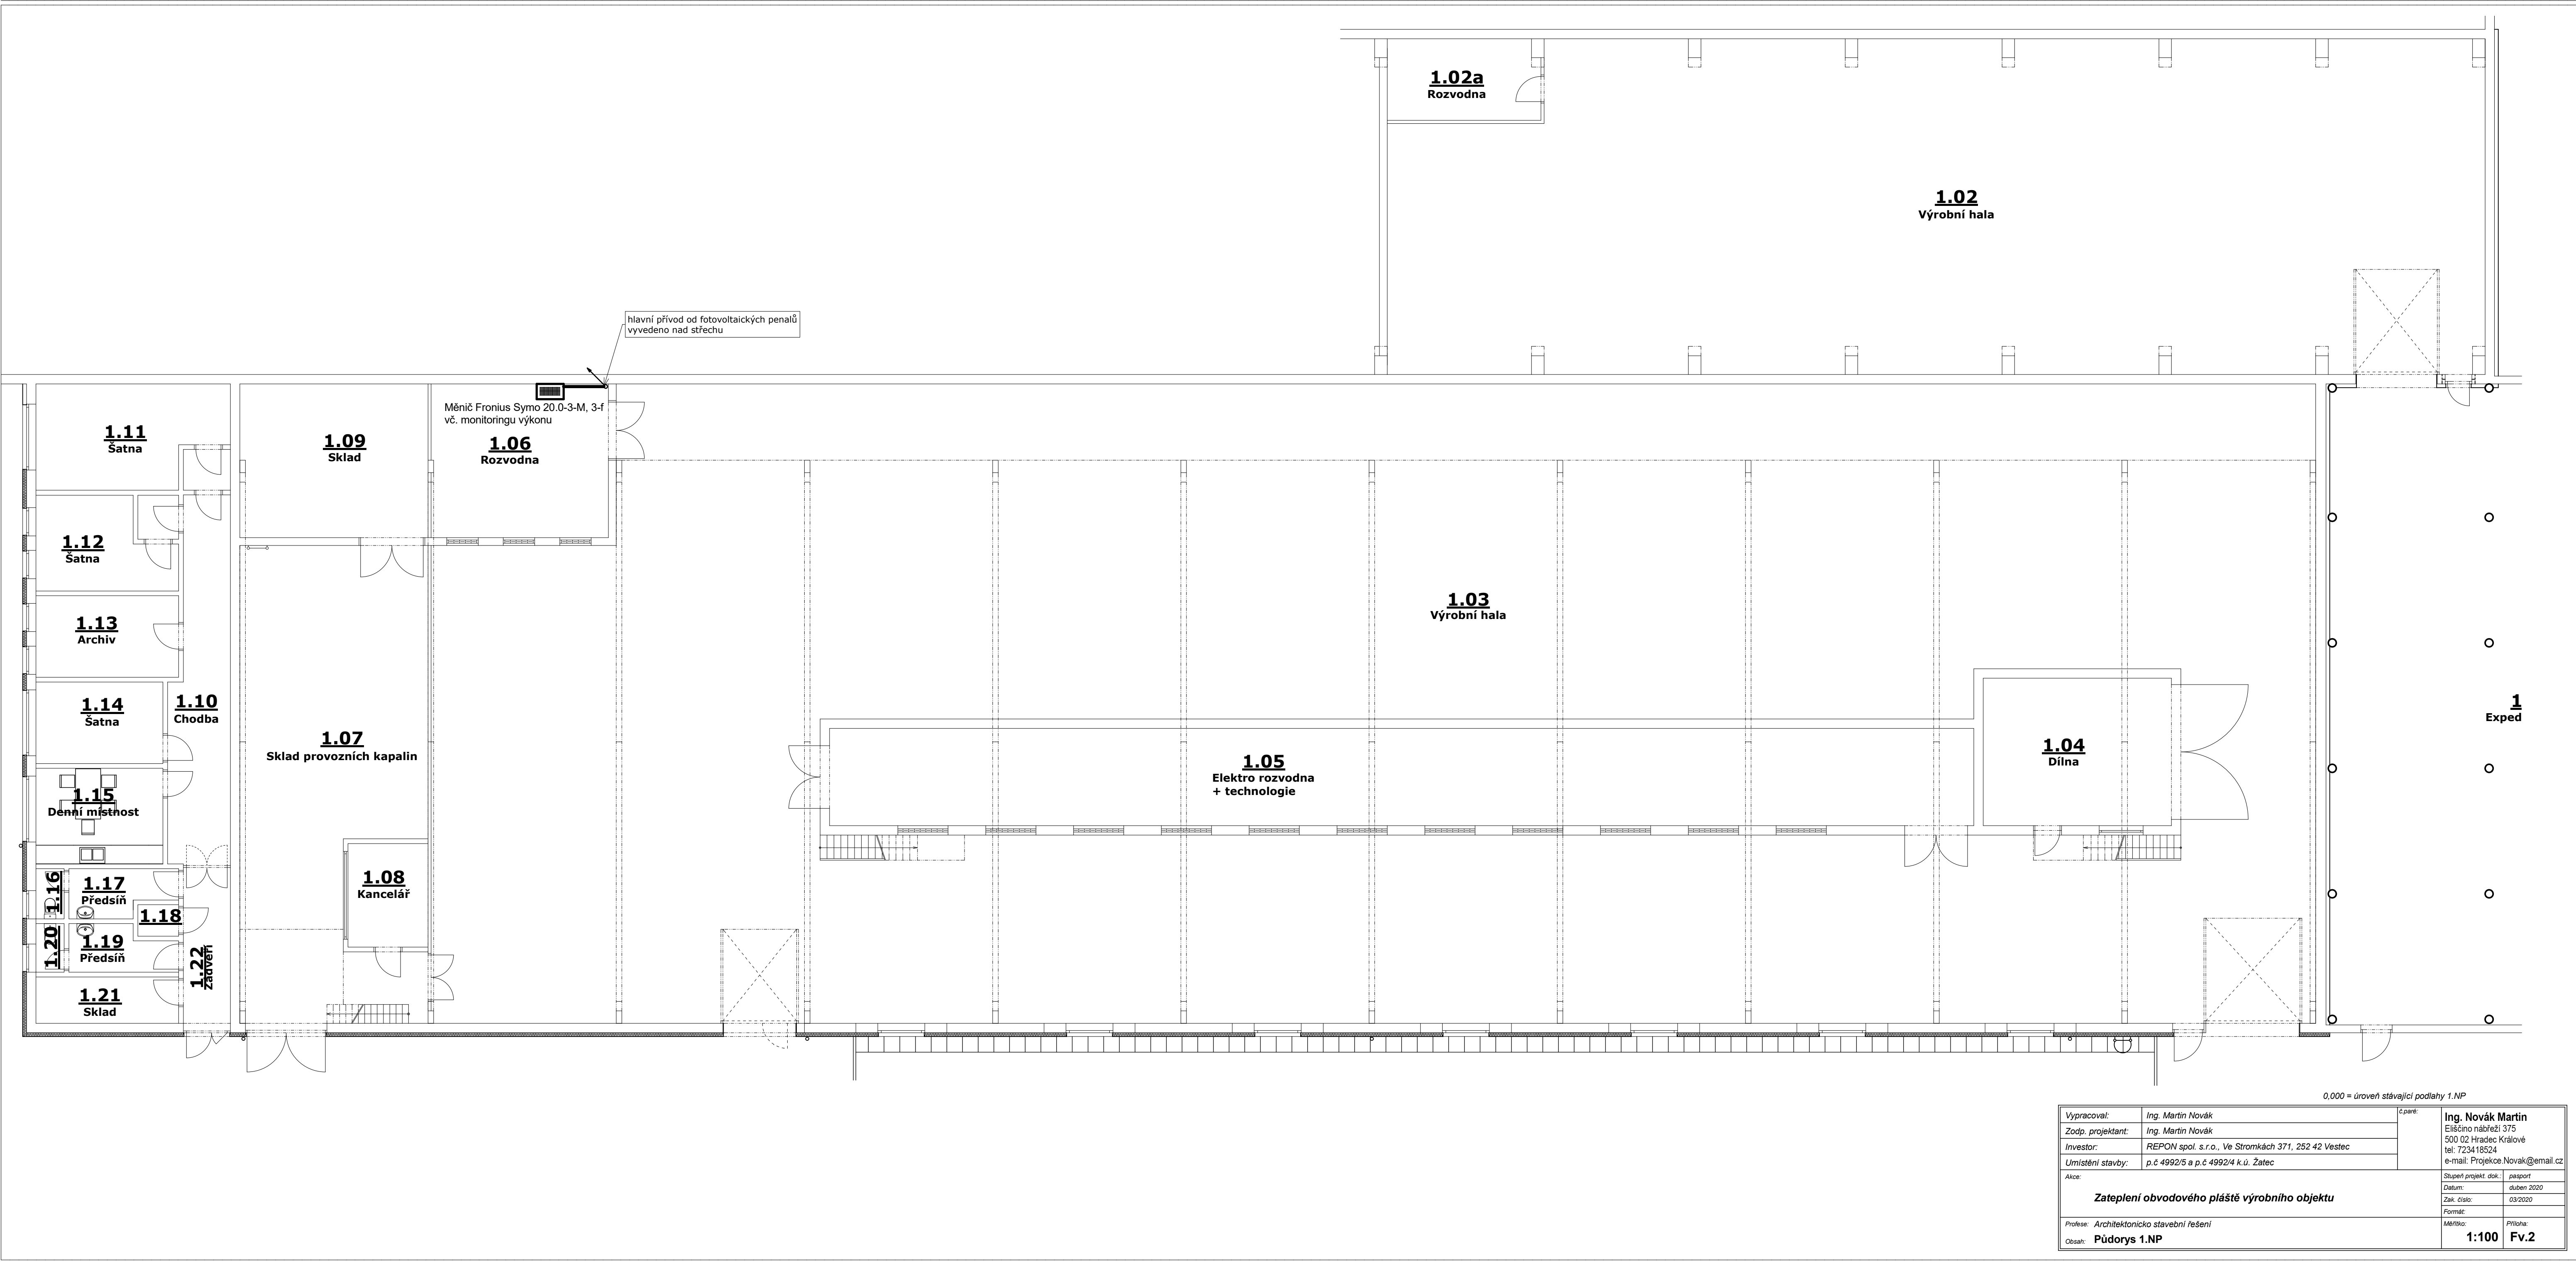 1.02a
Rozvodna
1.02
Výrobní hala
hlavní přívod od fotovoltaických penalů
vyvedeno nad střechu
Měnič Fronius Symo 20.0-3-M, 3-f
vč. monitoringu výkonu
1.11
Šatna
1.09
Sklad
1.06
Rozvodna
1.12
Šatna
1.13
Archiv
1.03
Výrobní hala
1.14
Šatna
1.10
Chodba
1.07
Sklad provozních kapalin
1.05
Elektro rozvodna
+ technologie
1.04
Dílna
1
Exped
1.15
Denní místnost
1.16
1.17
Předsíň
1.08
Kancelář
1.18
1.20
1.19
Předsíň
1.22
Zádveří
1.21
Sklad
0,000 = úroveň stávající podlahy 1.NP
Vypracoval: Ing. Martin Novák
Zodp. projektant: Ing. Martin Novák
Investor: REPON spol. s.r.o., Ve Stromkách 371, 252 42 Vestec
Umístění stavby: p.č 4992/5 a p.č 4992/4 k.ú. Žatec
č.paré:
Ing. Novák Martin
Eliščino nábřeží 375
500 02 Hradec Králové
tel: 723418524
e-mail: Projekce.Novak@email.cz
Akce:
Zateplení obvodového pláště výrobního objektu
Stupeň projekt. dok.: pasport
Datum: duben 2020
Zak. číslo: 03/2020
Formát:
Profese: Architektonicko stavební řešení
Obsah: Půdorys 1.NP
Měřítko: Příloha:
1:100 Fv.2